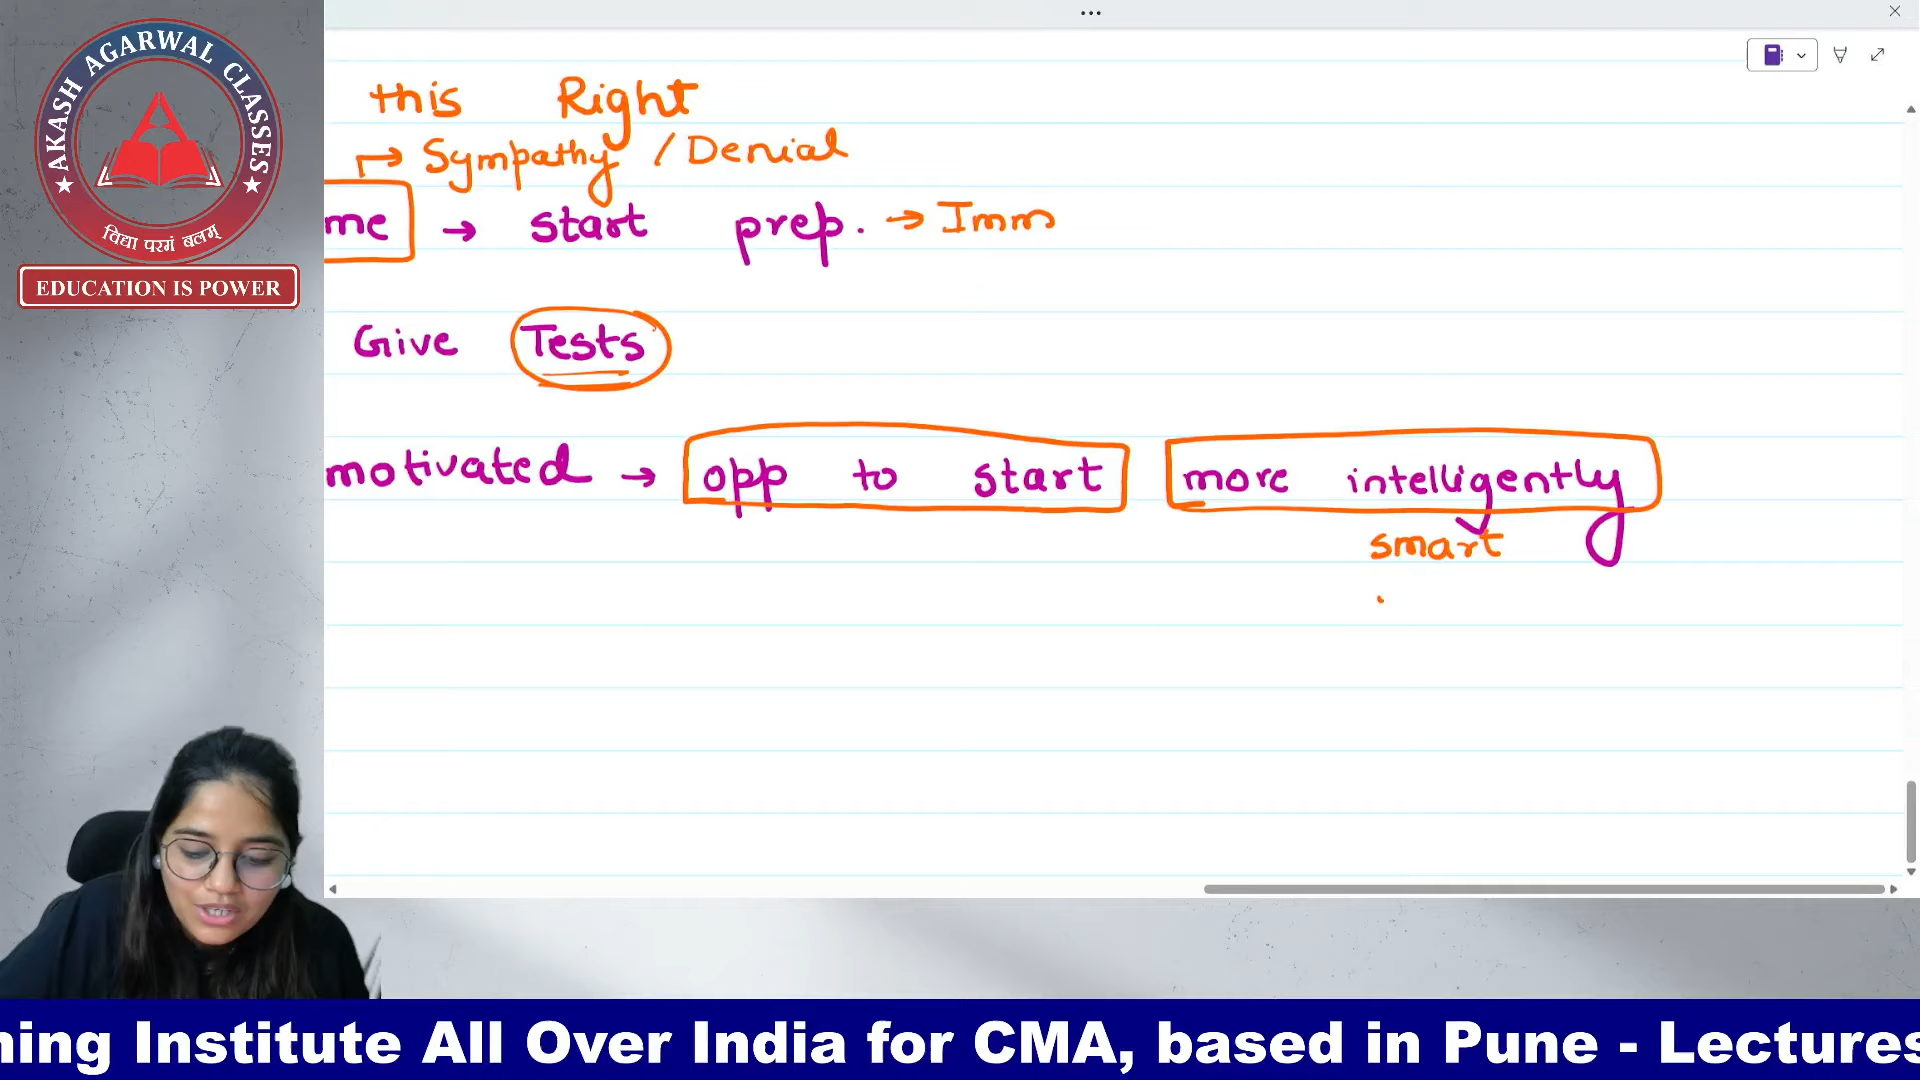 AKASH AGARWAL CLASSES
विद्या परमं बलम्
EDUCATION IS POWER
this Right
→ Sympathy / Denial
me → start prep. → Imm
Give Tests
motivated → opp to start more intelligently
smart
ning Institute All Over India for CMA, based in Pune - Lectures